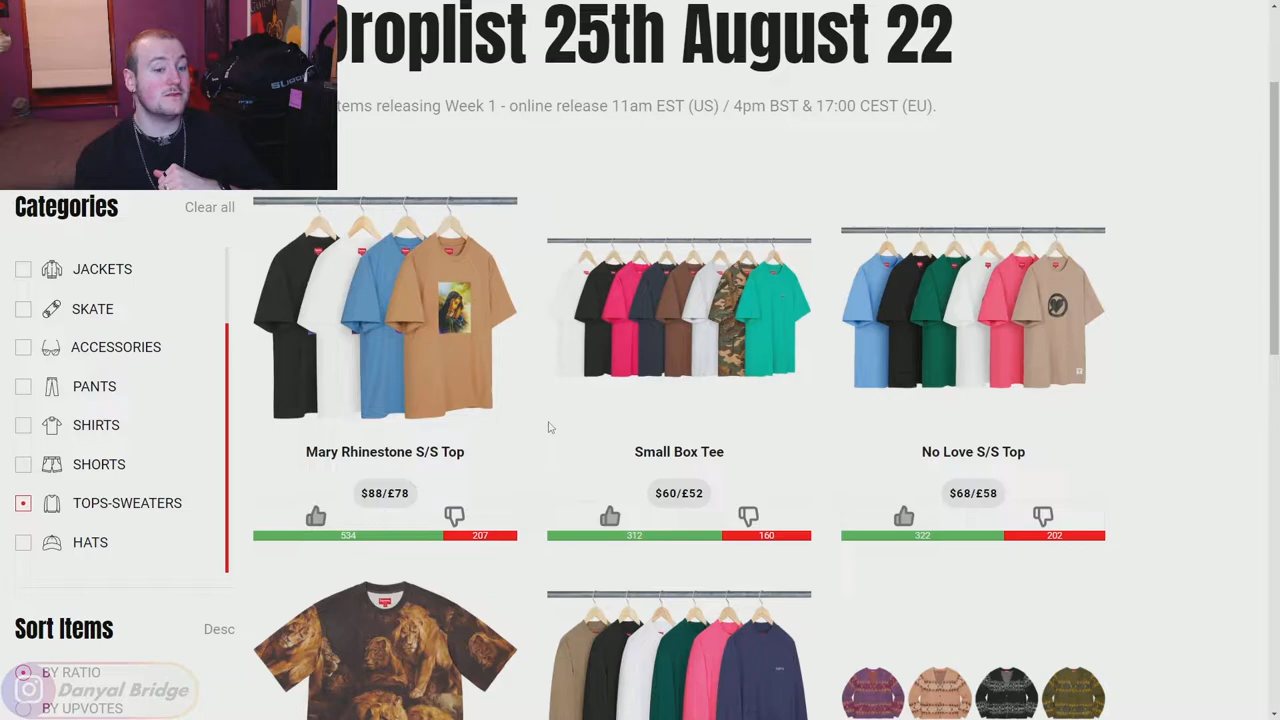 Droplist 25th August 22
tems releasing Week 1 - online release 11am EST (US) / 4pm BST & 17:00 CEST (EU).
Categories
Clear all
JACKETS
SKATE
ACCESSORIES
PANTS
SHIRTS
SHORTS
TOPS-SWEATERS
HATS
Sort Items
Desc
BY RATIO
BY UPVOTES
Danyal Bridge
Mary Rhinestone S/S Top
$88/£78
534
207
Small Box Tee
$60/£52
312
160
No Love S/S Top
$68/£58
322
202